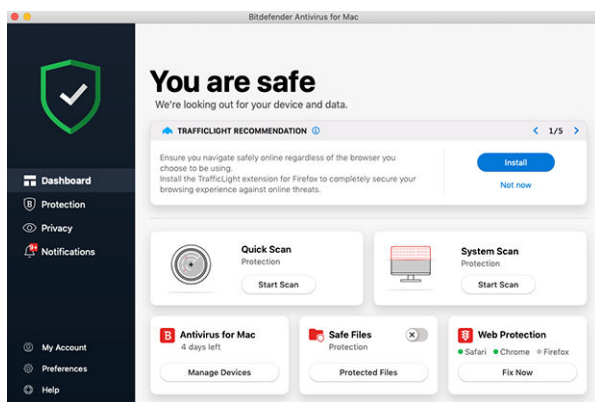 Bitdefender Antivirus for Mac
You are safe
We're looking out for your device and data.
TRAFFICLIGHT RECOMMENDATION
1/5
Ensure you navigate safely online regardless of the browser you
choose to be using.
Install the TrafficLight extension for Firefox to completely secure your
browsing experience against online threats.
Install
Not now
Dashboard
Protection
Privacy
9+
Notifications
My Account
Preferences
Help
Quick Scan
Protection
Start Scan
System Scan
Protection
Start Scan
B
Antivirus for Mac
4 days left
Manage Devices
Safe Files
Protection
Protected Files
Web Protection
Safari Chrome Firefox
Fix Now